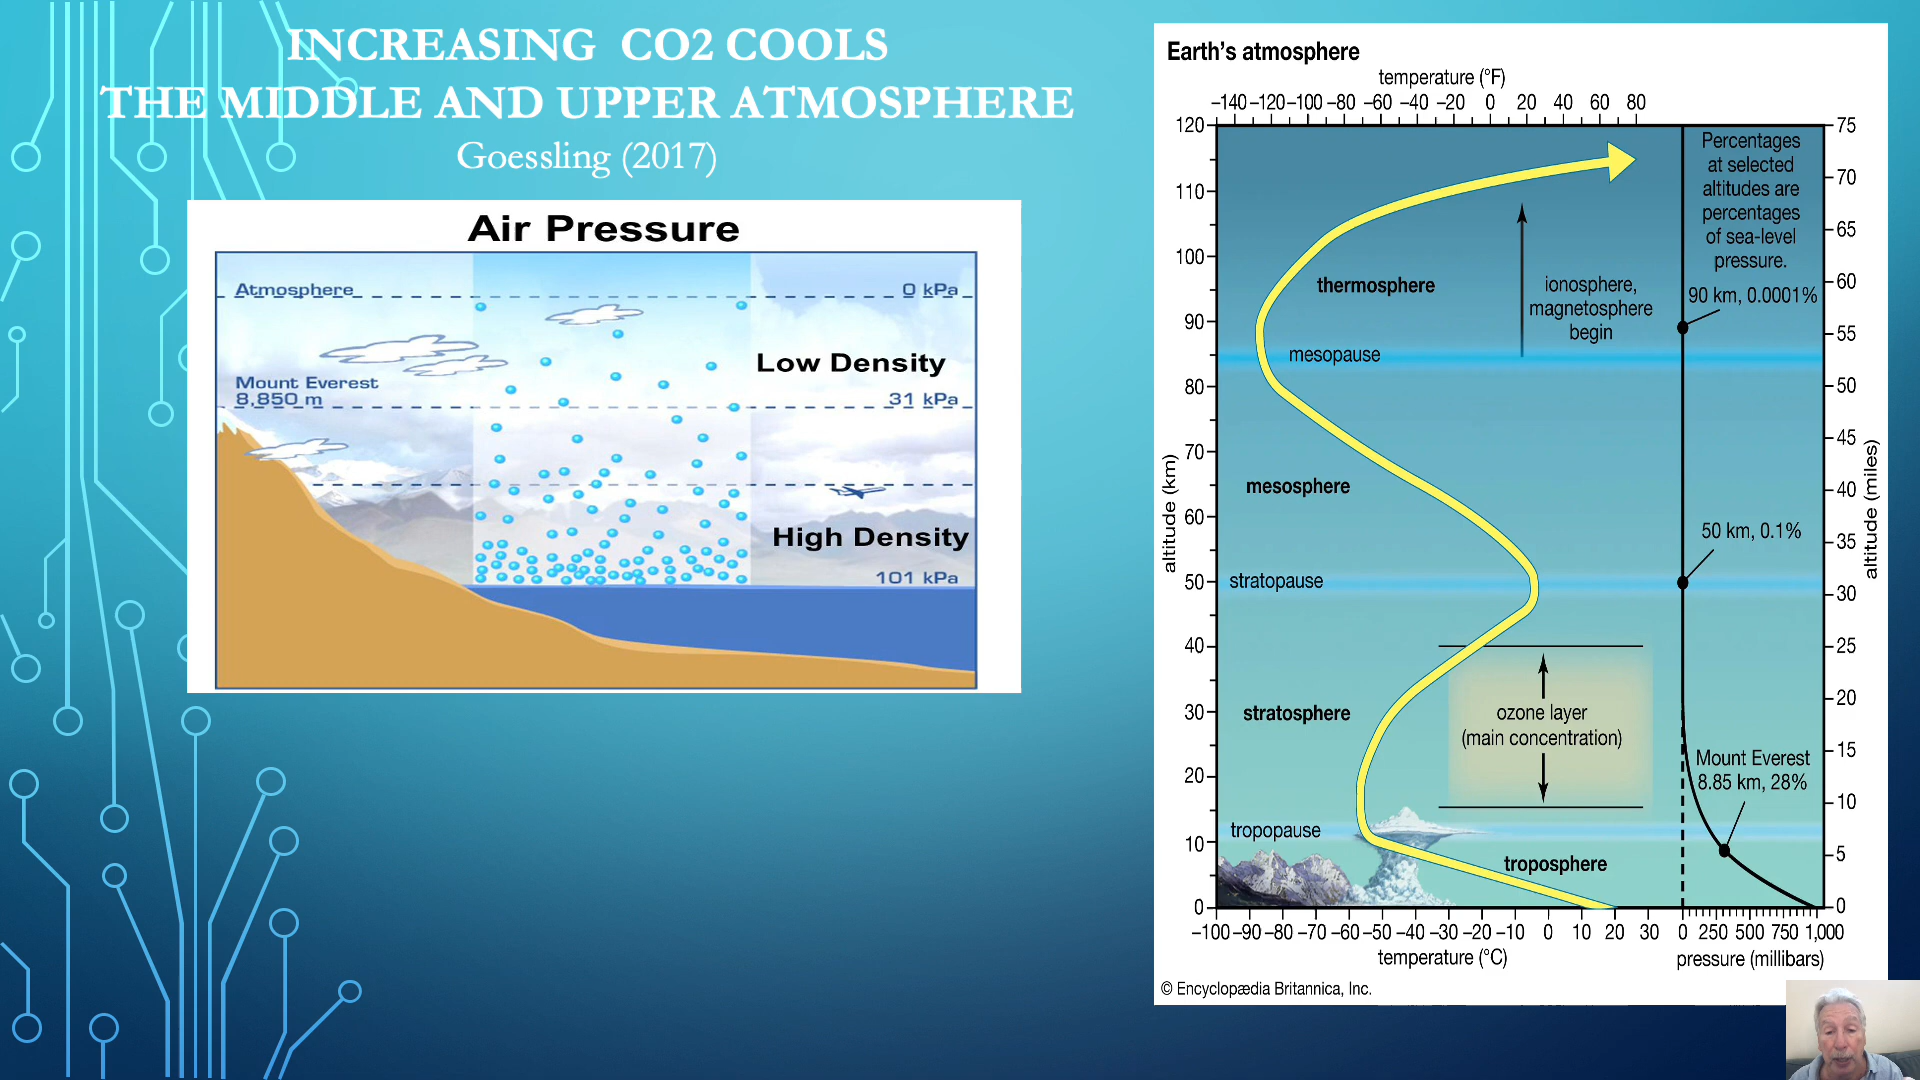 INCREASING CO2 COOLS
THE MIDDLE AND UPPER ATMOSPHERE
Goessling (2017)
Air Pressure
Atmosphere
0 kPa
Low Density
Mount Everest
8,850 m
31 kPa
High Density
101 kPa
Earth's atmosphere
temperature (°F)
−140 −120 −100 −80 −60 −40 −20 0 20 40 60 80
120
110
100
90
80
70
60
50
40
30
20
10
0
altitude (km)
thermosphere
mesopause
mesosphere
stratopause
stratosphere
tropopause
troposphere
ionosphere,
magnetosphere
begin
ozone layer
(main concentration)
Percentages
at selected
altitudes are
percentages
of sea-level
pressure.
90 km, 0.0001%
50 km, 0.1%
Mount Everest
8.85 km, 28%
75
70
65
60
55
50
45
40
35
30
25
20
15
10
5
0
altitude (miles)
−100 −90 −80 −70 −60 −50 −40 −30 −20 −10 0 10 20 30
temperature (°C)
0 250 500 750 1,000
pressure (millibars)
© Encyclopædia Britannica, Inc.